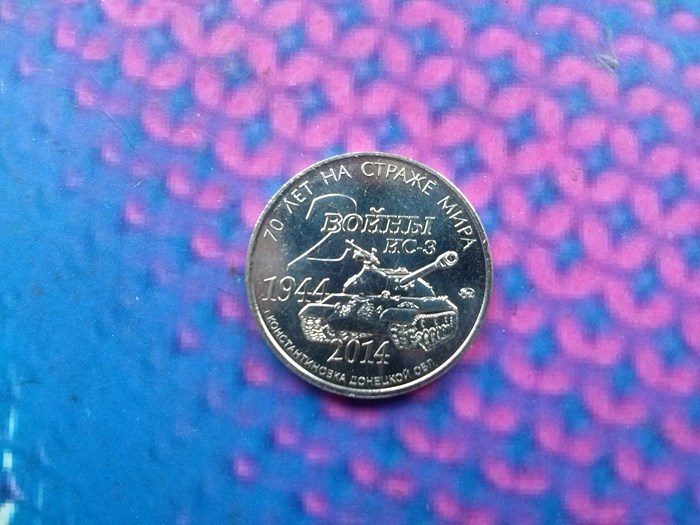 70 ЛЕТ НА СТРАЖЕ МИРА
2 ВОЙНЫ
ИС-3
1944
2014
г. КОНСТАНТИНОВКА ДОНЕЦКОЙ ОБЛ